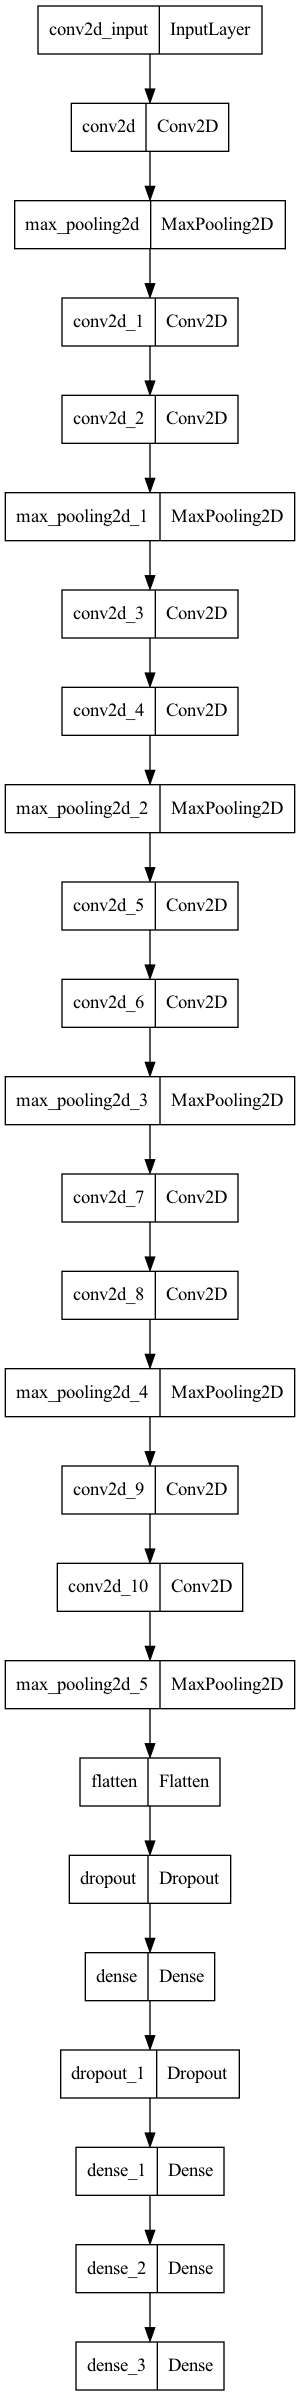 conv2d_input InputLayer
conv2d Conv2D
max_pooling2d MaxPooling2D
conv2d_1 Conv2D
conv2d_2 Conv2D
max_pooling2d_1 MaxPooling2D
conv2d_3 Conv2D
conv2d_4 Conv2D
max_pooling2d_2 MaxPooling2D
conv2d_5 Conv2D
conv2d_6 Conv2D
max_pooling2d_3 MaxPooling2D
conv2d_7 Conv2D
conv2d_8 Conv2D
max_pooling2d_4 MaxPooling2D
conv2d_9 Conv2D
conv2d_10 Conv2D
max_pooling2d_5 MaxPooling2D
flatten Flatten
dropout Dropout
dense Dense
dropout_1 Dropout
dense_1 Dense
dense_2 Dense
dense_3 Dense